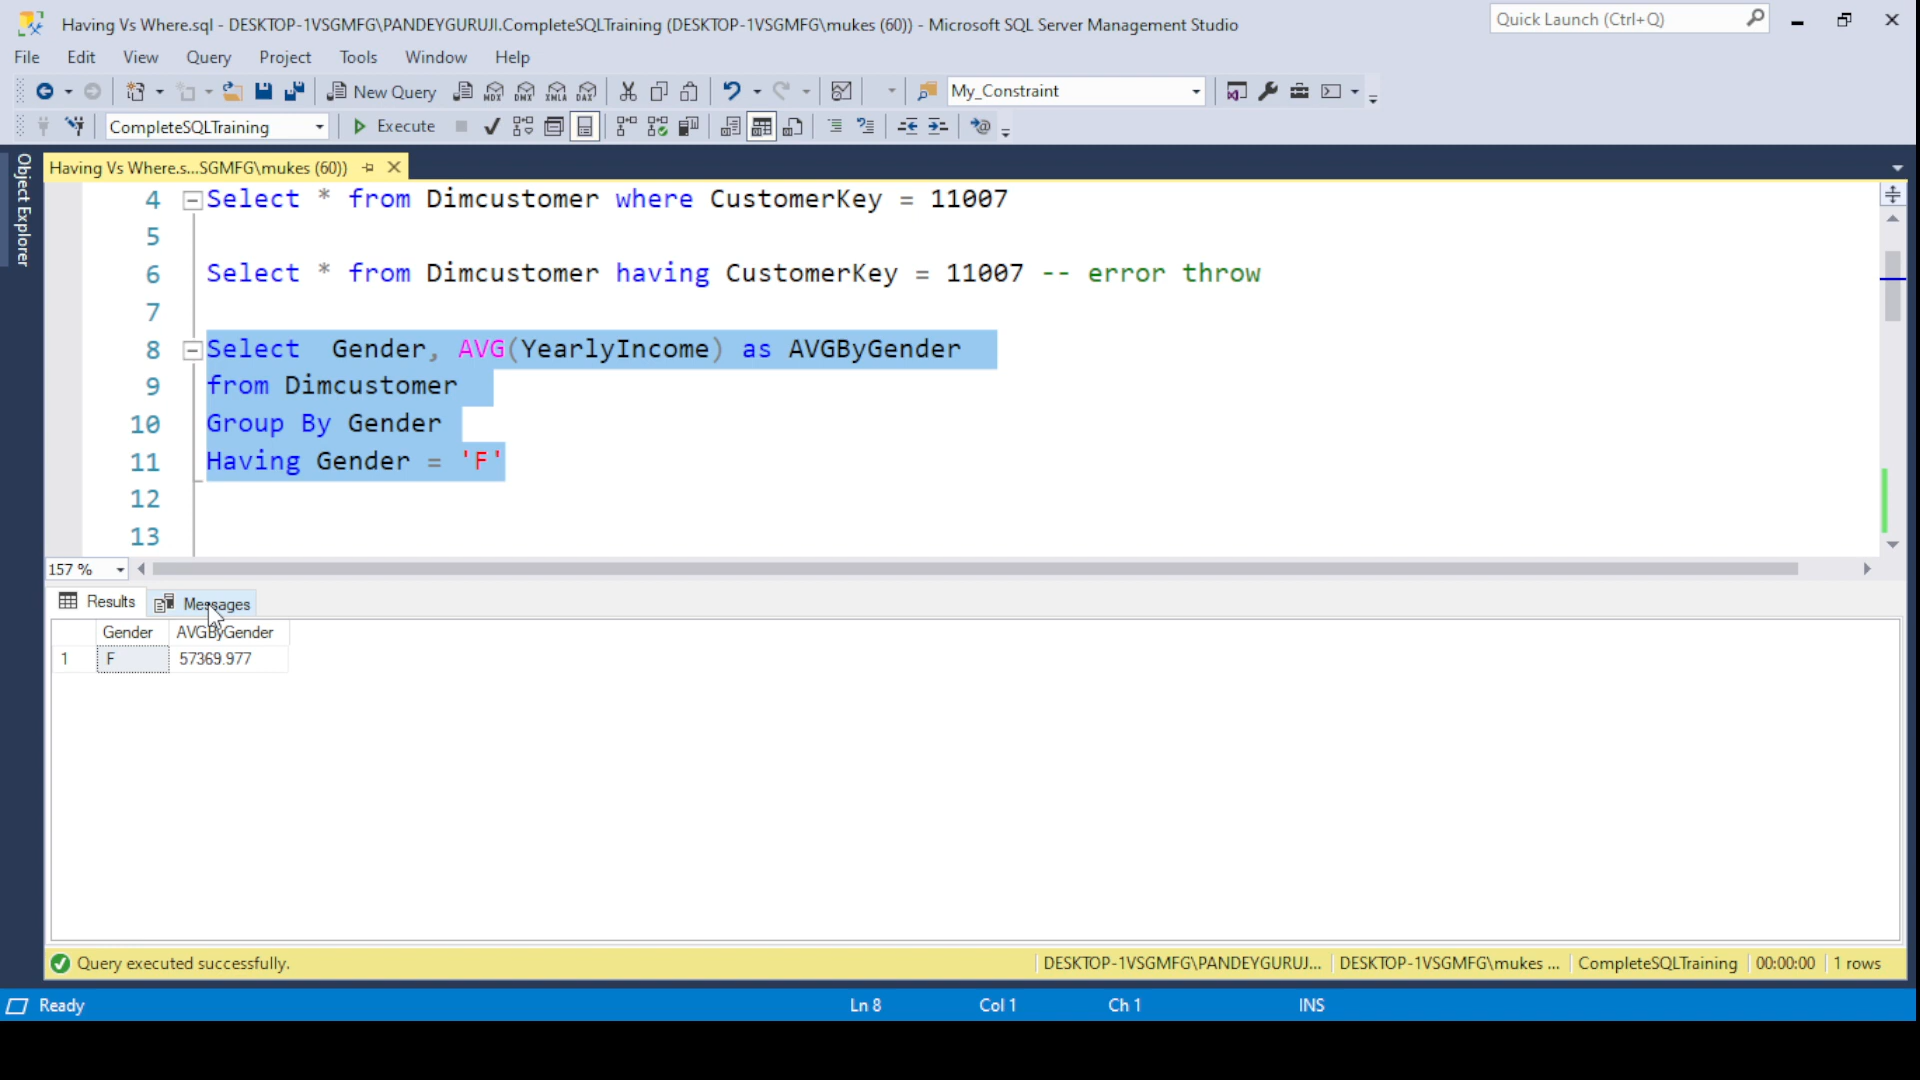 Having Vs Where.sql - DESKTOP-1VSGMFG\PANDEYGURUJI.CompleteSQLTraining (DESKTOP-1VSGMFG\mukes (60)) - Microsoft SQL Server Management Studio
Quick Launch (Ctrl+Q)
File Edit View Query Project Tools Window Help
New Query MDX DMX XMLA DAX My_Constraint
CompleteSQLTraining Execute
Object Explorer
Having Vs Where.s...SGMFG\mukes (60))
4 Select * from Dimcustomer where CustomerKey = 11007
5
6 Select * from Dimcustomer having CustomerKey = 11007 -- error throw
7
8 Select  Gender, AVG(YearlyIncome) as AVGByGender
9 from Dimcustomer
10 Group By Gender
11 Having Gender = 'F'
12
13
157 %
Results Messages
Gender AVGByGender
1 F 57369.977
Query executed successfully. DESKTOP-1VSGMFG\PANDEYGURUJ... DESKTOP-1VSGMFG\mukes ... CompleteSQLTraining 00:00:00 1 rows
Ready Ln 8 Col 1 Ch 1 INS